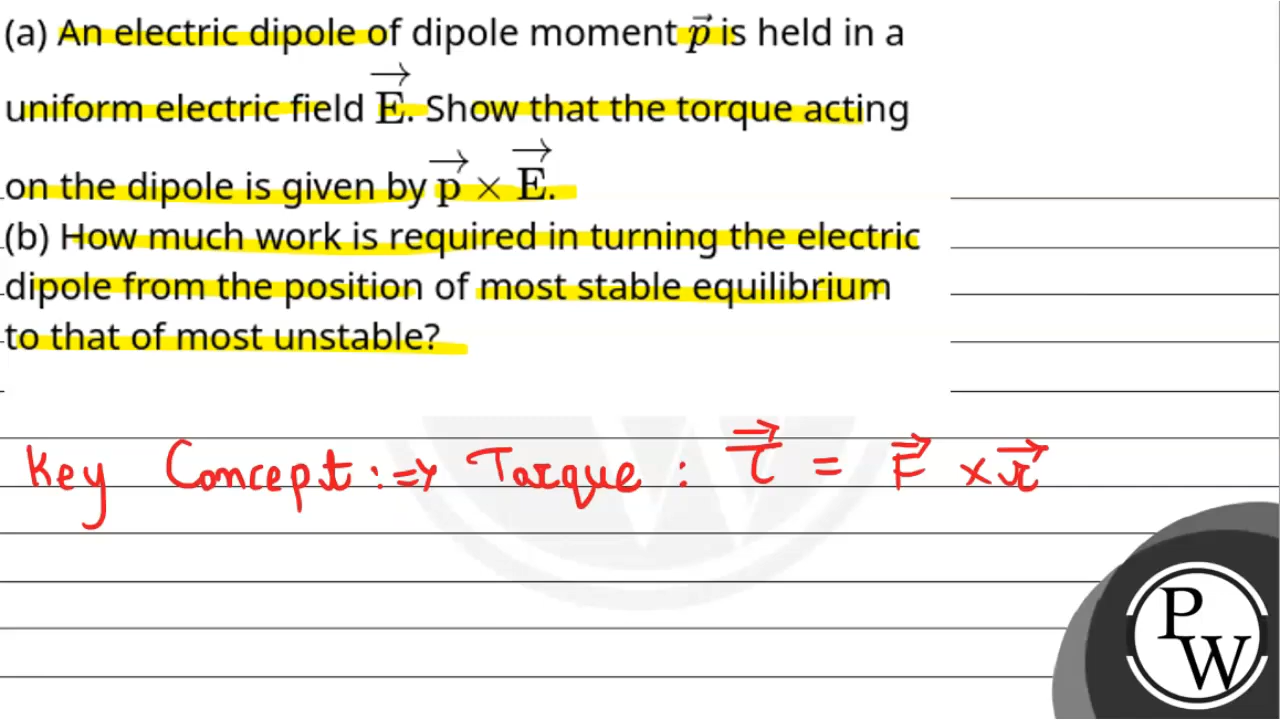 (a) An electric dipole of dipole moment p⃗ is held in a
uniform electric field E⃗. Show that the torque acting
on the dipole is given by p⃗ × E⃗.
(b) How much work is required in turning the electric
dipole from the position of most stable equilibrium
to that of most unstable?
Key Concept :⇒ Torque : τ⃗ = F⃗ × r⃗
P
W